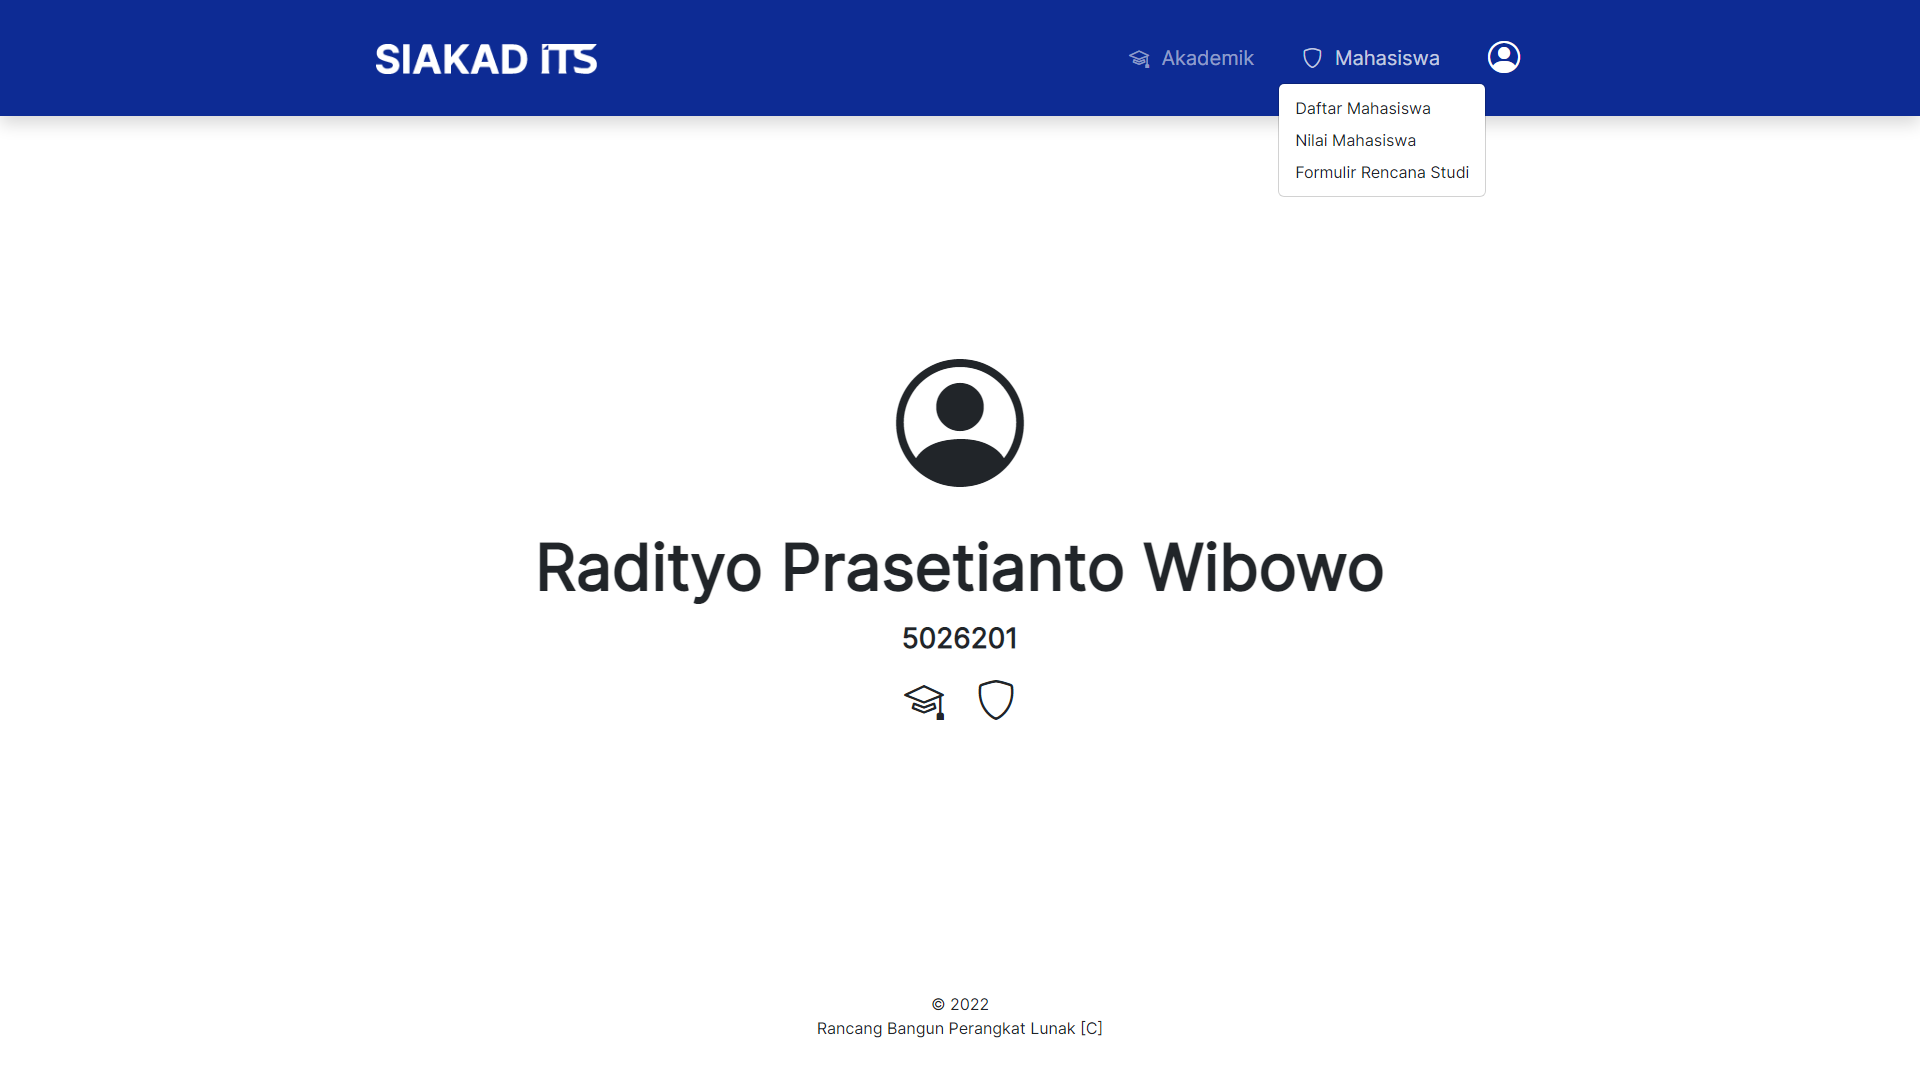 SIAKAD ITS
Akademik
Mahasiswa
Daftar Mahasiswa
Nilai Mahasiswa
Formulir Rencana Studi
Radityo Prasetianto Wibowo
5026201
© 2022
Rancang Bangun Perangkat Lunak [C]